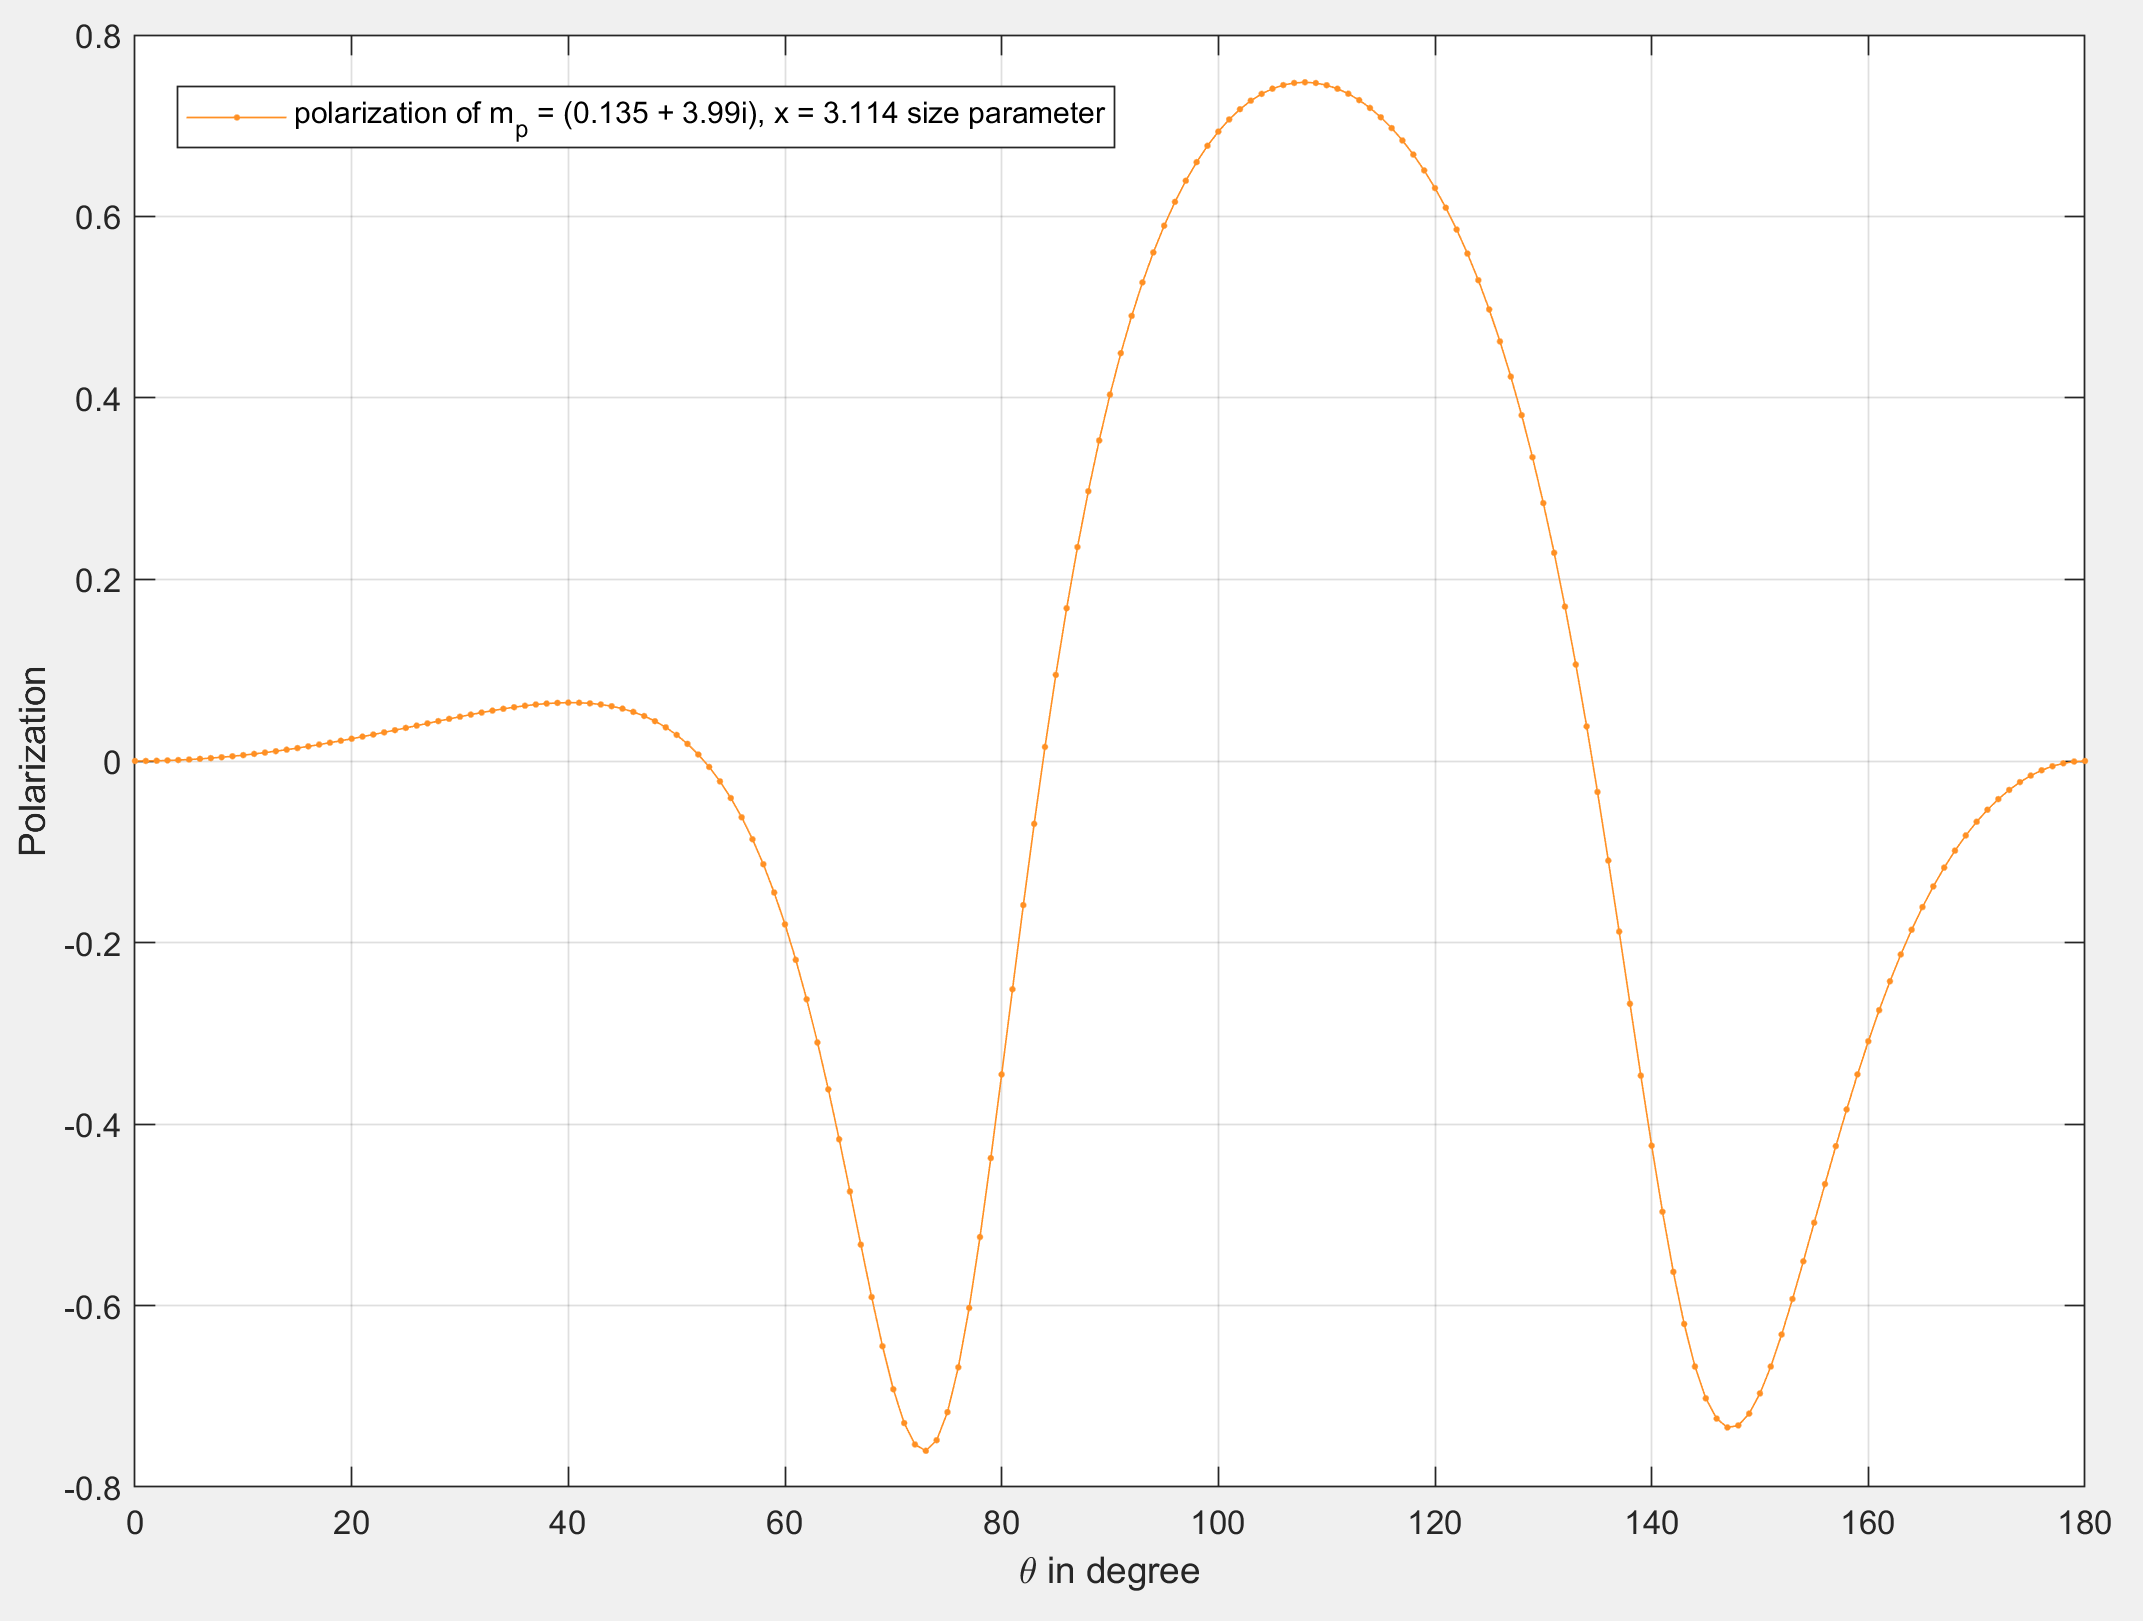 0.8
polarization of m_p = (0.135 + 3.99i), x = 3.114 size parameter
0.6
0.4
0.2
0
-0.2
-0.4
-0.6
-0.8
Polarization
0 20 40 60 80 100 120 140 160 180
θ in degree